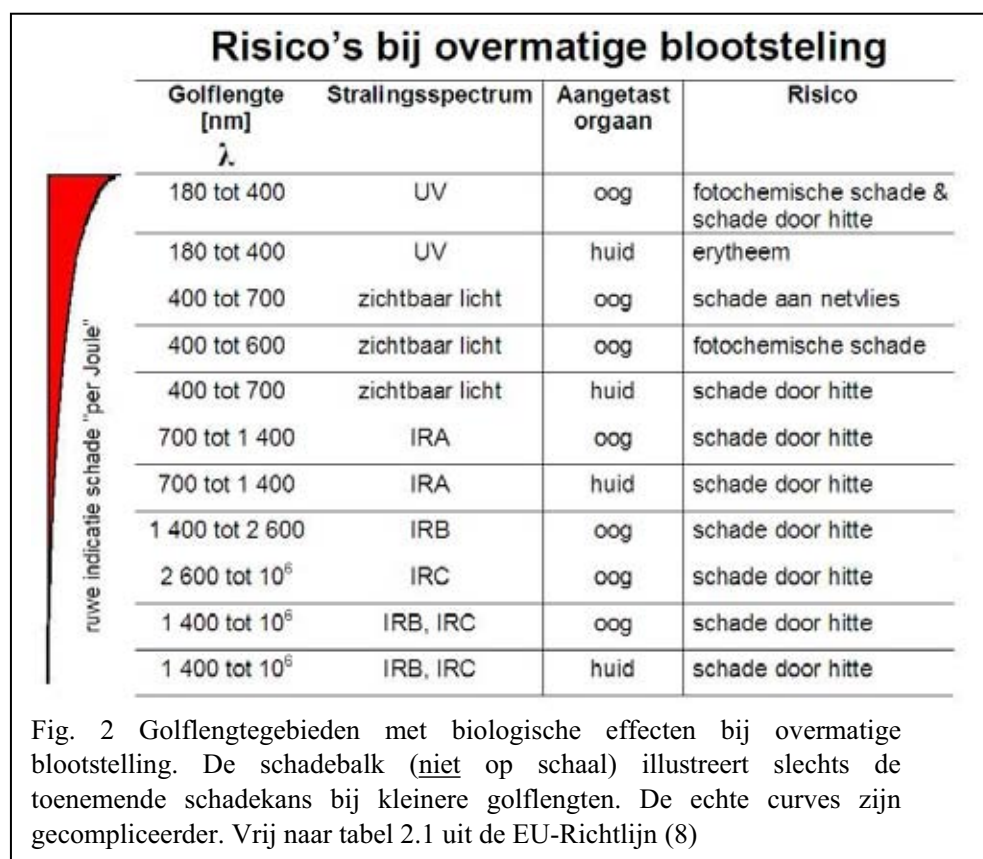 Risico's bij overmatige blootsteling
Golflengte Stralingsspectrum Aangetast Risico
[nm] orgaan
λ
180 tot 400 UV oog fotochemische schade &
schade door hitte
180 tot 400 UV huid erytheem
400 tot 700 zichtbaar licht oog schade aan netvlies
400 tot 600 zichtbaar licht oog fotochemische schade
400 tot 700 zichtbaar licht huid schade door hitte
700 tot 1 400 IRA oog schade door hitte
700 tot 1 400 IRA huid schade door hitte
1 400 tot 2 600 IRB oog schade door hitte
2 600 tot 10⁶ IRC oog schade door hitte
1 400 tot 10⁶ IRB, IRC oog schade door hitte
1 400 tot 10⁶ IRB, IRC huid schade door hitte
ruwe indicatie schade "per Joule"
Fig. 2 Golflengtegebieden met biologische effecten bij overmatige
blootstelling. De schadebalk (niet op schaal) illustreert slechts de
toenemende schadekans bij kleinere golflengten. De echte curves zijn
gecompliceerder. Vrij naar tabel 2.1 uit de EU-Richtlijn (8)